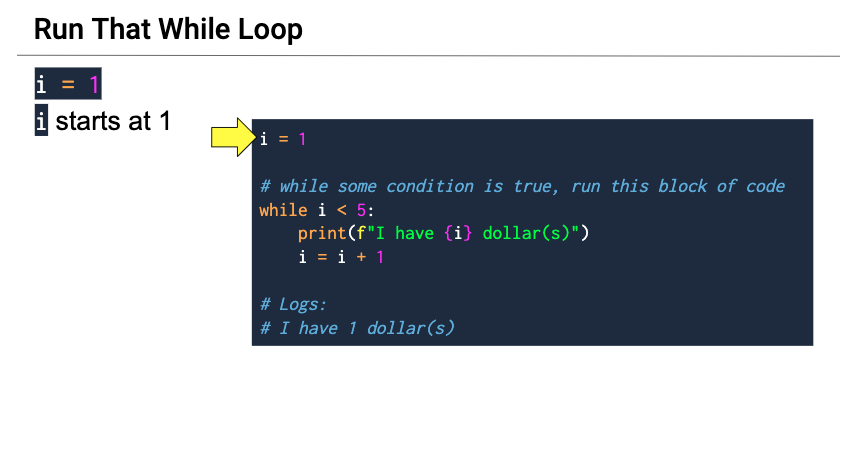 Run That While Loop
i = 1
i starts at 1
i = 1
# while some condition is true, run this block of code
while i < 5:
    print(f"I have {i} dollar(s)")
    i = i + 1
# Logs:
# I have 1 dollar(s)